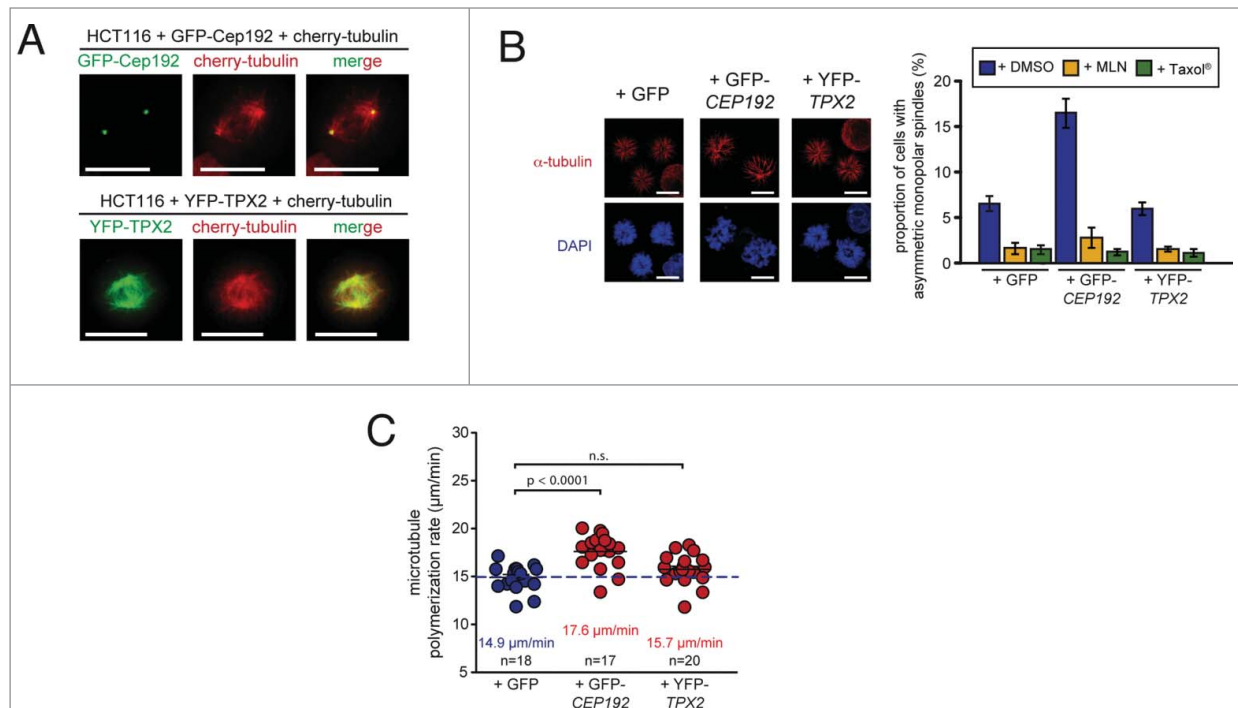 A
HCT116 + GFP-Cep192 + cherry-tubulin
GFP-Cep192 cherry-tubulin merge
HCT116 + YFP-TPX2 + cherry-tubulin
YFP-TPX2 cherry-tubulin merge
B
+ GFP
+ GFP-
CEP192
+ YFP-
TPX2
α-tubulin
DAPI
+ DMSO + MLN + Taxol®
proportion of cells with
asymmetric monopolar spindles (%)
20
15
10
5
0
+ GFP
+ GFP-
CEP192
+ YFP-
TPX2
C
microtubule
polymerization rate (µm/min)
30
25
20
15
10
5
n.s.
p < 0.0001
14.9 µm/min
17.6 µm/min
15.7 µm/min
n=18
n=17
n=20
+ GFP
+ GFP-
CEP192
+ YFP-
TPX2